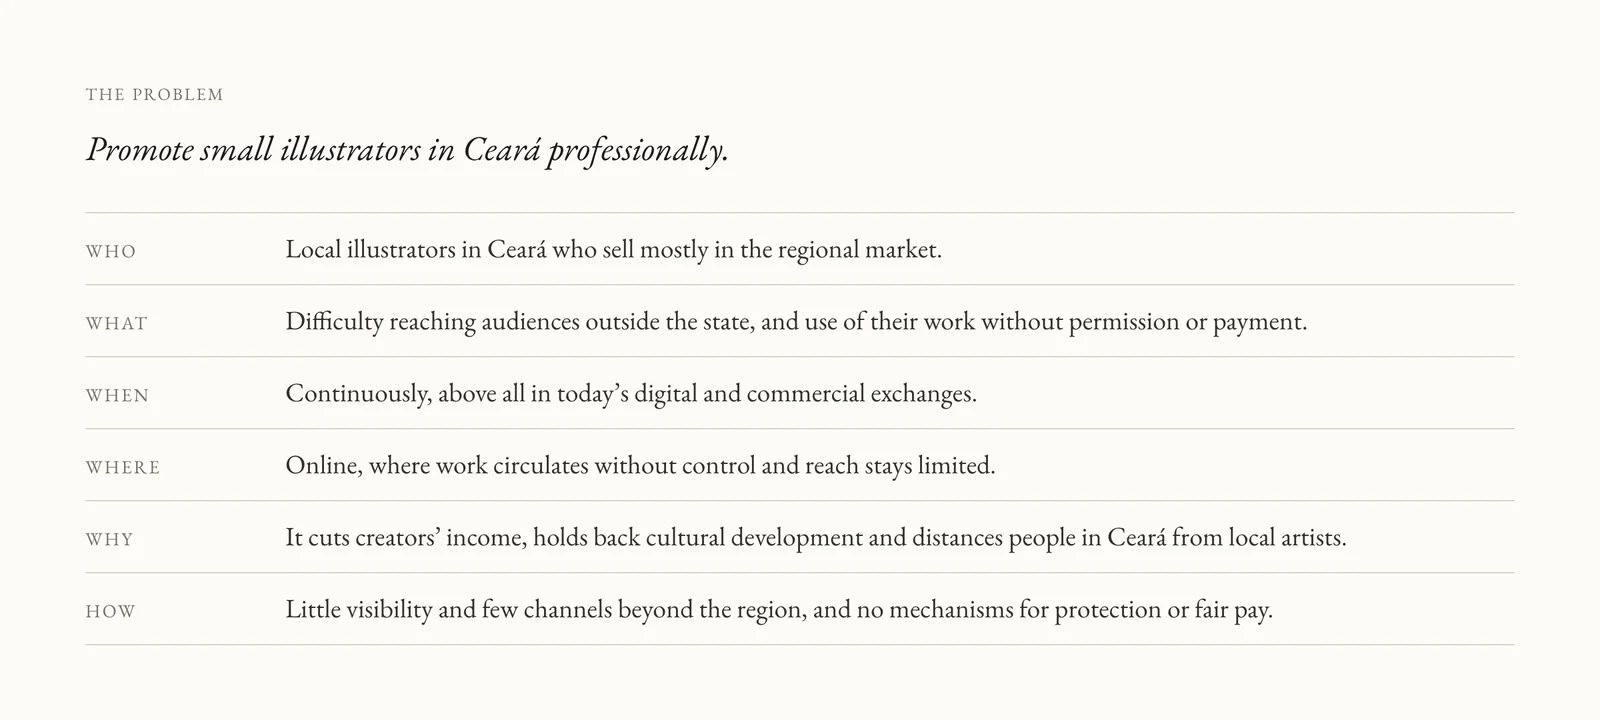 THE PROBLEM
Promote small illustrators in Ceará professionally.
WHO Local illustrators in Ceará who sell mostly in the regional market.
WHAT Difficulty reaching audiences outside the state, and use of their work without permission or payment.
WHEN Continuously, above all in today’s digital and commercial exchanges.
WHERE Online, where work circulates without control and reach stays limited.
WHY It cuts creators’ income, holds back cultural development and distances people in Ceará from local artists.
HOW Little visibility and few channels beyond the region, and no mechanisms for protection or fair pay.